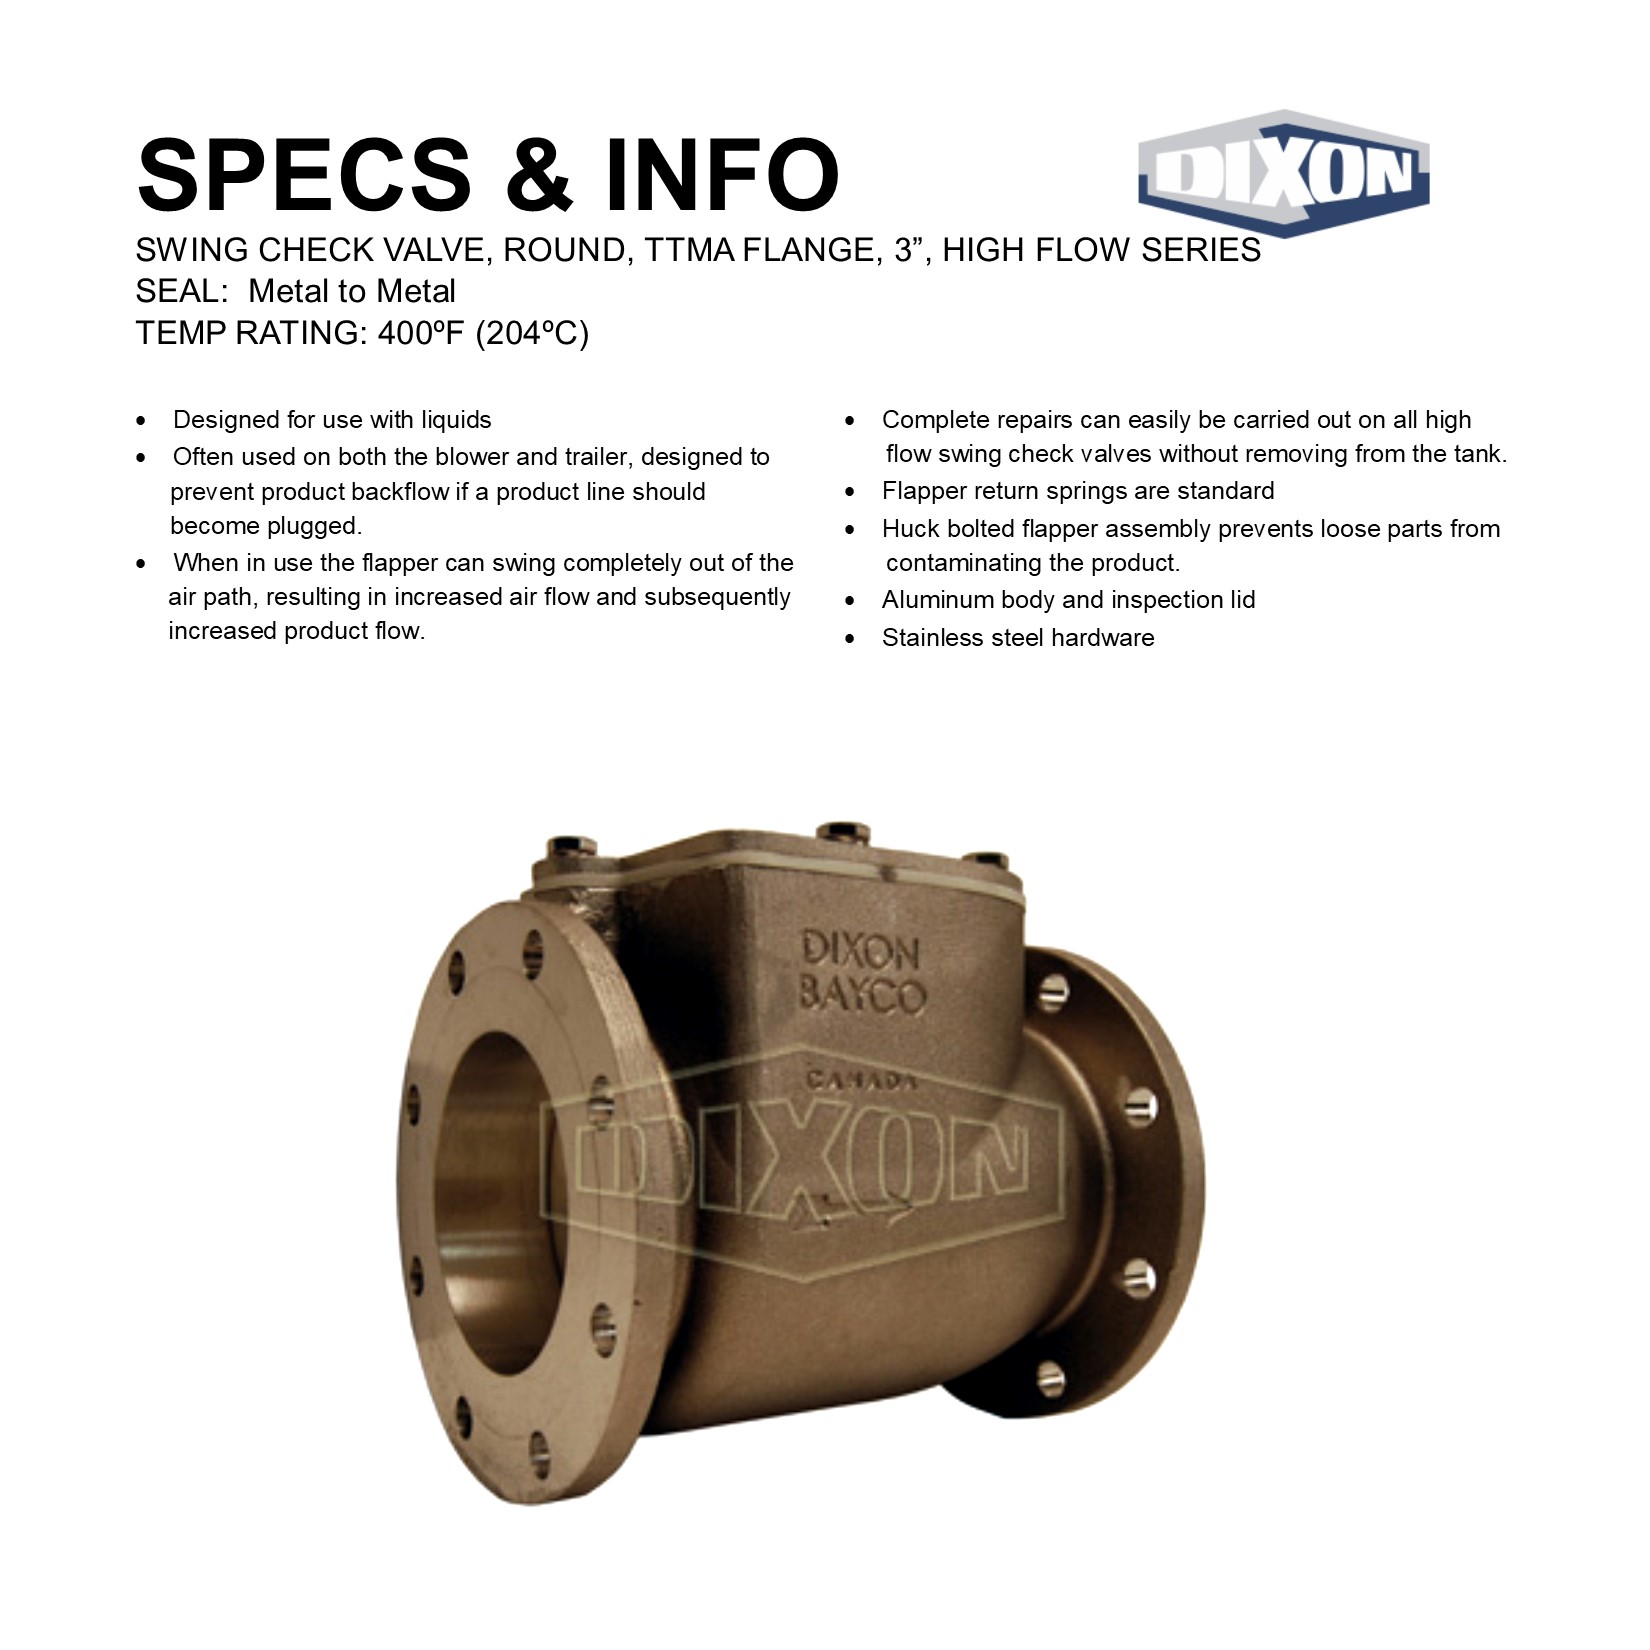 SPECS & INFO
DIXON
SWING CHECK VALVE, ROUND, TTMA FLANGE, 3”, HIGH FLOW SERIES
SEAL: Metal to Metal
TEMP RATING: 400ºF (204ºC)
• Designed for use with liquids
• Often used on both the blower and trailer, designed to
prevent product backflow if a product line should
become plugged.
• When in use the flapper can swing completely out of the
air path, resulting in increased air flow and subsequently
increased product flow.
• Complete repairs can easily be carried out on all high
flow swing check valves without removing from the tank.
• Flapper return springs are standard
• Huck bolted flapper assembly prevents loose parts from
contaminating the product.
• Aluminum body and inspection lid
• Stainless steel hardware
DIXON
BAYCO
CANADA
DIXON